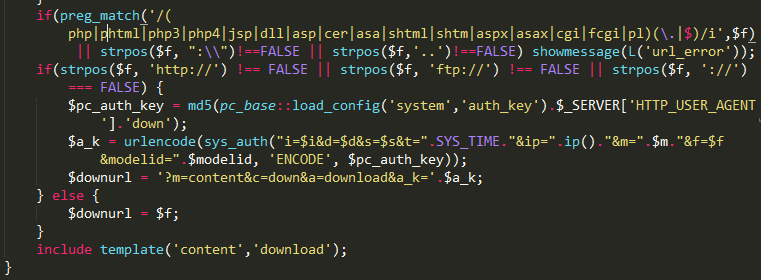 if(preg_match('/(
php|phtml|php3|php4|jsp|dll|asp|cer|asa|shtml|shtm|aspx|asax|cgi|fcgi|pl)(\.|$)/i',$f)
|| strpos($f, ":\\")!==FALSE || strpos($f,'..')!==FALSE) showmessage(L('url_error'));
if(strpos($f, 'http://') !== FALSE || strpos($f, 'ftp://') !== FALSE || strpos($f, '://')
=== FALSE) {
$pc_auth_key = md5(pc_base::load_config('system','auth_key').$_SERVER['HTTP_USER_AGENT
'].'down');
$a_k = urlencode(sys_auth("i=$i&d=$d&s=$s&t=".SYS_TIME."&ip=".ip()."&m=".$m."&f=$f
&modelid=".$modelid, 'ENCODE', $pc_auth_key));
$downurl = '?m=content&c=down&a=download&a_k='.$a_k;
} else {
$downurl = $f;
}
include template('content','download');
}